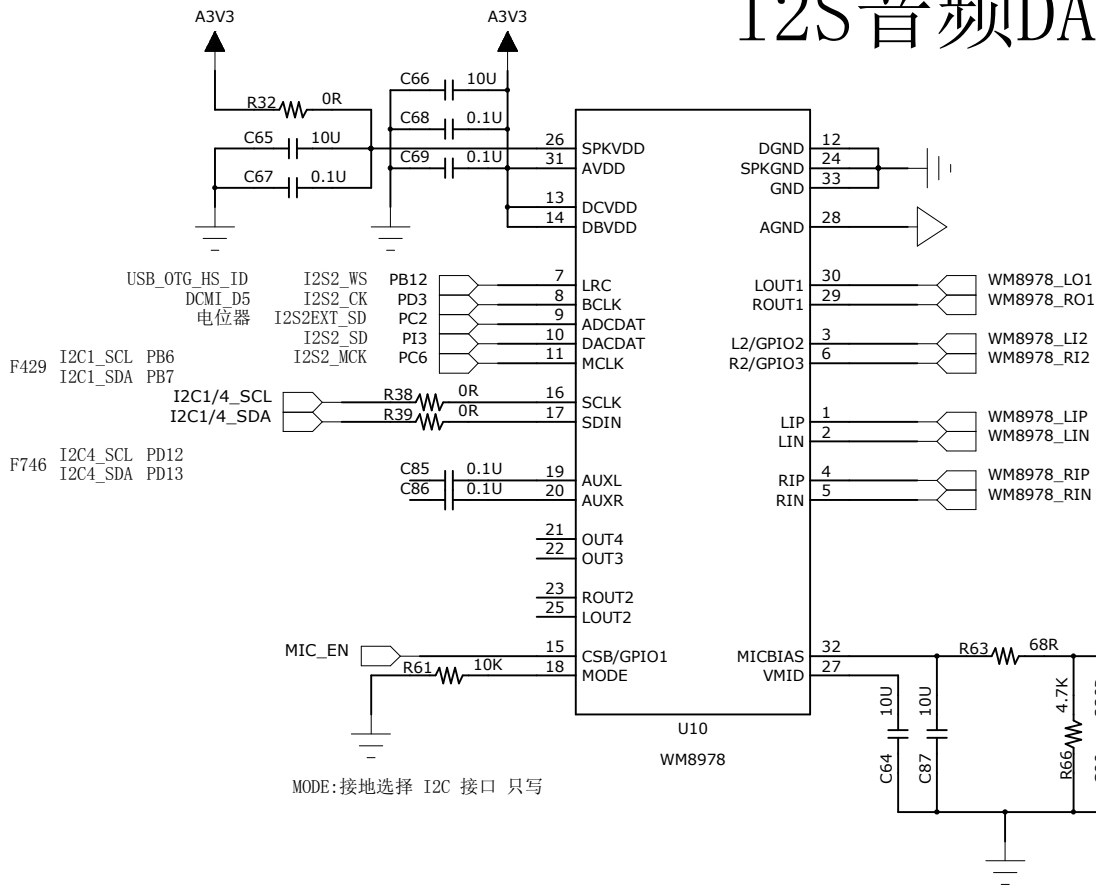 I2S音频DA
A3V3
A3V3
C66 10U
R32 0R
C68 0.1U
C65 10U
C69 0.1U
C67 0.1U
26 SPKVDD
31 AVDD
13 DCVDD
14 DBVDD
DGND 12
SPKGND 24
GND 33
AGND 28
USB_OTG_HS_ID I2S2_WS PB12 7 LRC
DCMI_D5 I2S2_CK PD3 8 BCLK
电位器 I2S2EXT_SD PC2 9 ADCDAT
I2S2_SD PI3 10 DACDAT
I2S2_MCK PC6 11 MCLK
LOUT1 30 WM8978_LO1
ROUT1 29 WM8978_RO1
L2/GPIO2 3 WM8978_LI2
R2/GPIO3 6 WM8978_RI2
F429 I2C1_SCL PB6
I2C1_SDA PB7
I2C1/4_SCL R38 0R 16 SCLK
I2C1/4_SDA R39 0R 17 SDIN
LIP 1 WM8978_LIP
LIN 2 WM8978_LIN
F746 I2C4_SCL PD12
I2C4_SDA PD13
C85 0.1U 19 AUXL
C86 0.1U 20 AUXR
RIP 4 WM8978_RIP
RIN 5 WM8978_RIN
21 OUT4
22 OUT3
23 ROUT2
25 LOUT2
MIC_EN 15 CSB/GPIO1
R61 10K 18 MODE
MICBIAS 32 R63 68R
VMID 27
C64 10U
C87 10U
R66 4.7K
U10
WM8978
MODE:接地选择 I2C 接口 只写